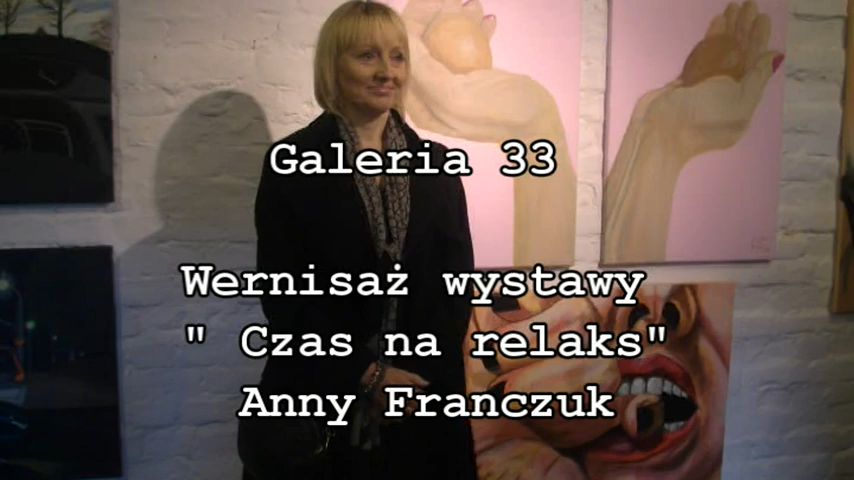 Galeria 33
Wernisaż wystawy
" Czas na relaks"
Anny Franczuk